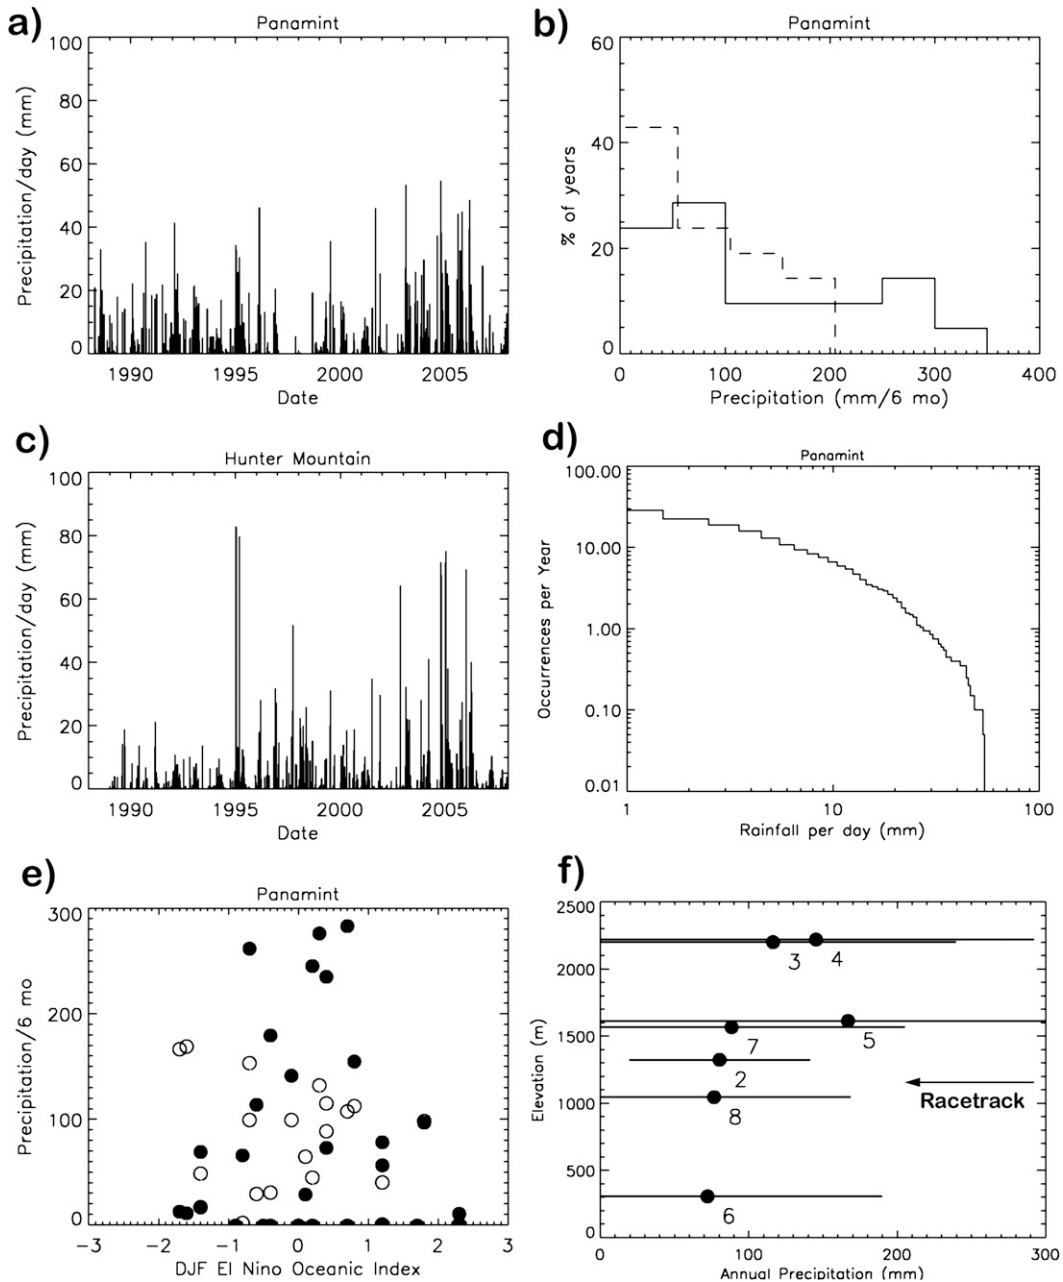 a)
Panamint
100
80
60
40
20
0
Precipitation/day (mm)
1990 1995 2000 2005
Date
b)
Panamint
60
40
20
0
% of years
0 100 200 300 400
Precipitation (mm/6 mo)
c)
Hunter Mountain
100
80
60
40
20
0
Precipitation/day (mm)
1990 1995 2000 2005
Date
d)
Panamint
100.00
10.00
1.00
0.10
0.01
Occurrences per Year
1 10 100
Rainfall per day (mm)
e)
Panamint
300
200
100
0
Precipitation/6 mo
−3 −2 −1 0 1 2 3
DJF El Nino Oceanic Index
f)
2500
2000
1500
1000
500
0
Elevation (m)
3 4
5
7
2
8
6
Racetrack
0 100 200 300
Annual Precipitation (mm)